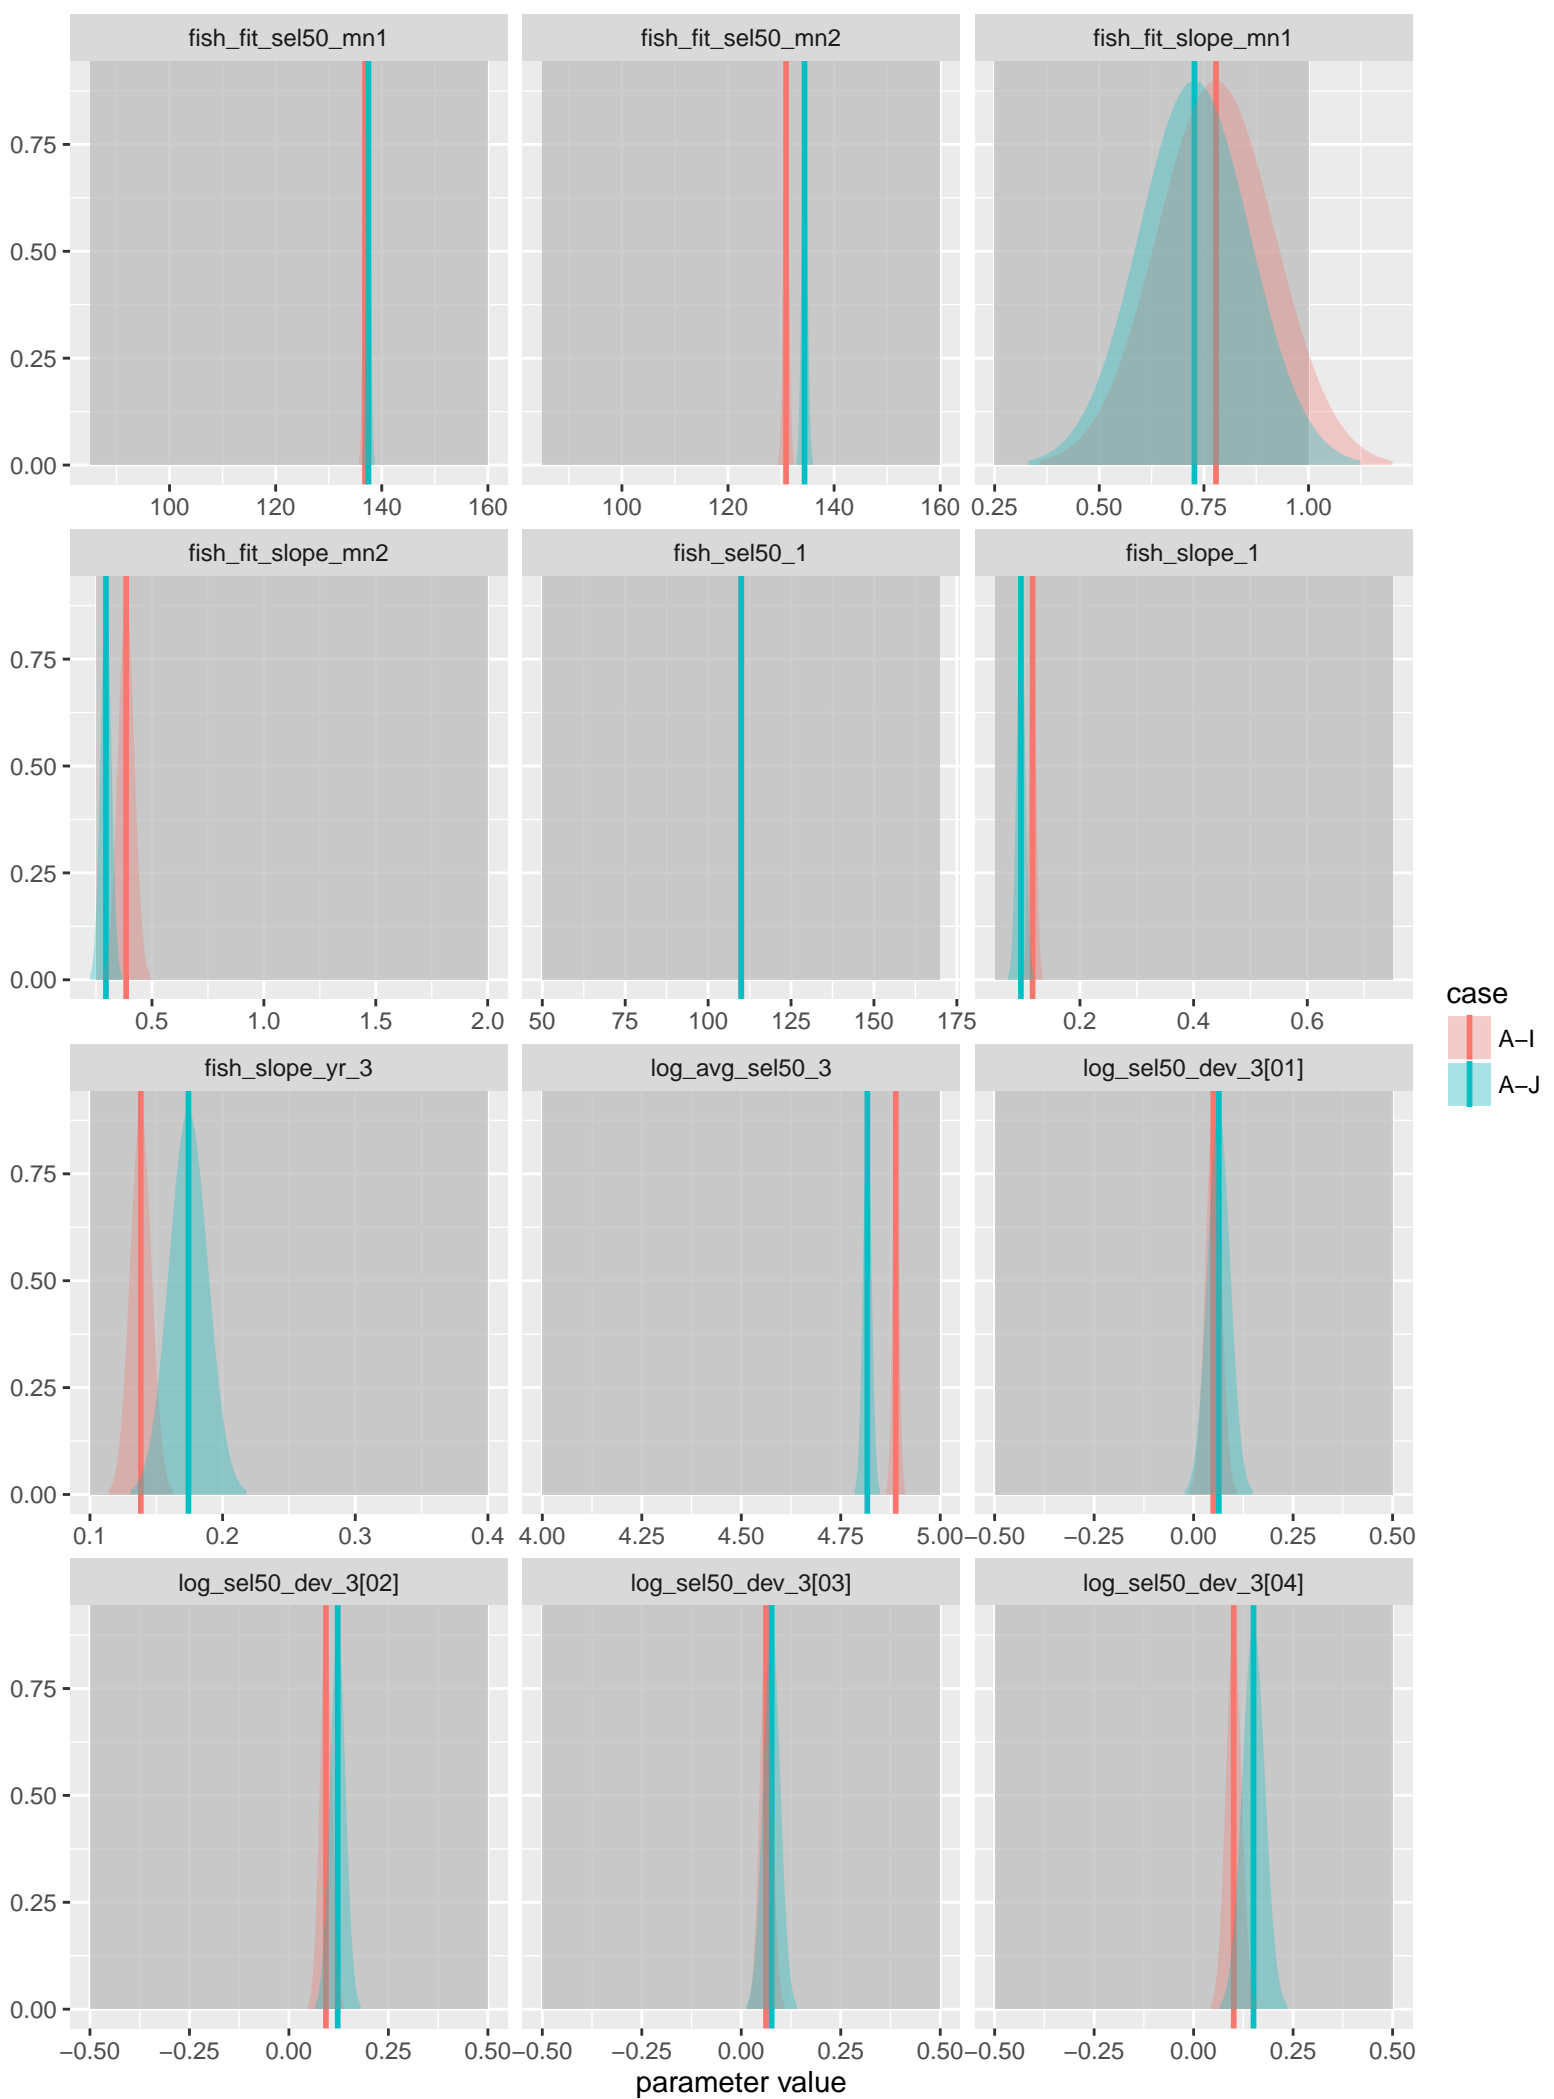 fish_fit_sel50_mn1 fish_fit_sel50_mn2 fish_fit_slope_mn1
0.75
0.50
0.25
0.00
100 120 140 160 100 120 140 160 0.25 0.50 0.75 1.00
fish_fit_slope_mn2 fish_sel50_1 fish_slope_1
0.75
0.50
0.25
0.00
0.5 1.0 1.5 2.0 50 75 100 125 150 175 0.2 0.4 0.6
case
A−I
A−J
fish_slope_yr_3 log_avg_sel50_3 log_sel50_dev_3[01]
0.75
0.50
0.25
0.00
0.1 0.2 0.3 0.4 4.00 4.25 4.50 4.75 5.00 −0.50 −0.25 0.00 0.25 0.50
log_sel50_dev_3[02] log_sel50_dev_3[03] log_sel50_dev_3[04]
0.75
0.50
0.25
0.00
−0.50 −0.25 0.00 0.25 0.50 −0.50 −0.25 0.00 0.25 0.50 −0.50 −0.25 0.00 0.25 0.50
parameter value